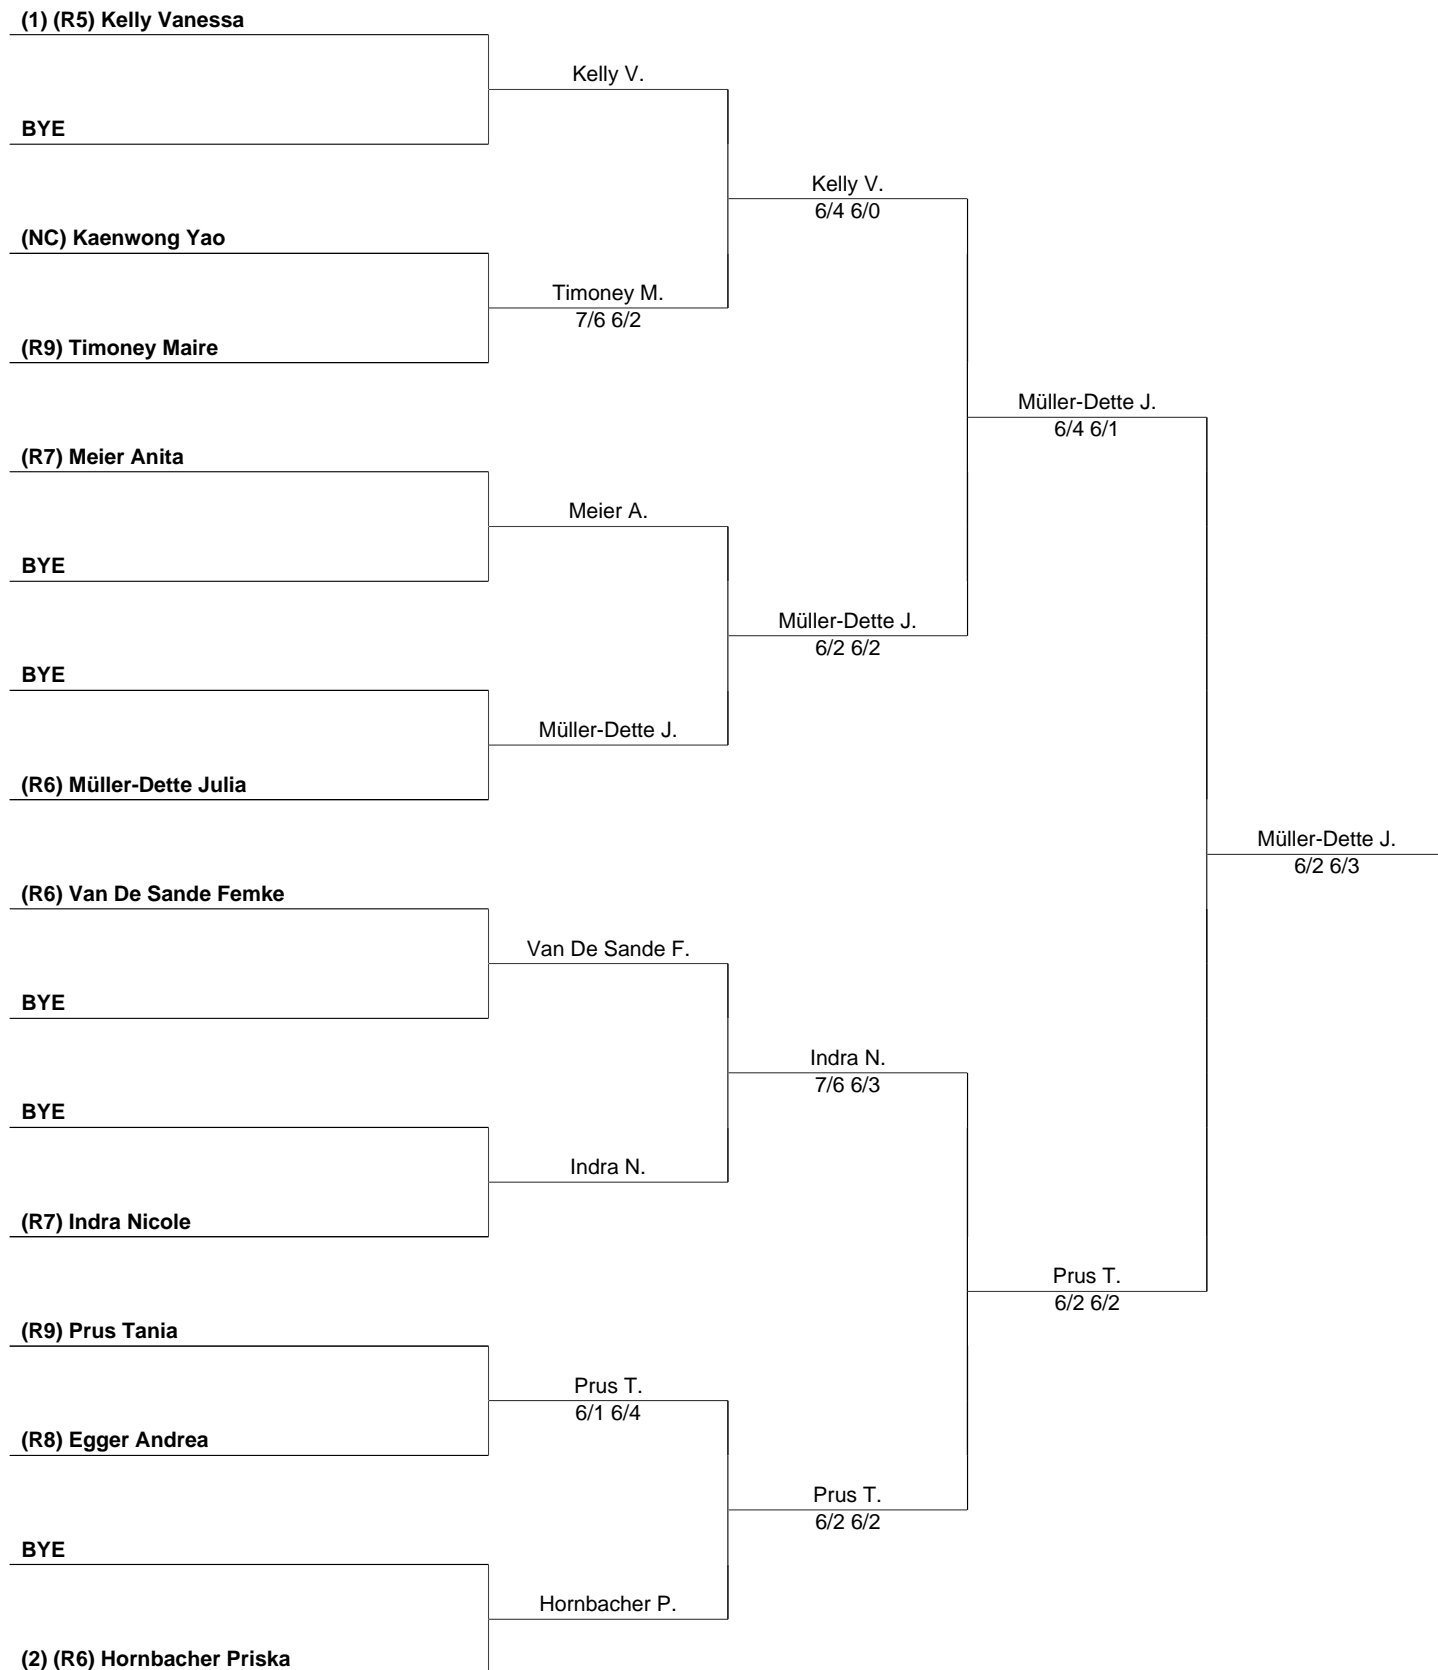 (1) (R5) Kelly Vanessa
Kelly V.
BYE
Kelly V.
6/4 6/0
(NC) Kaenwong Yao
Timoney M.
7/6 6/2
(R9) Timoney Maire
Müller-Dette J.
6/4 6/1
(R7) Meier Anita
Meier A.
BYE
Müller-Dette J.
6/2 6/2
BYE
Müller-Dette J.
(R6) Müller-Dette Julia
Müller-Dette J.
6/2 6/3
(R6) Van De Sande Femke
Van De Sande F.
BYE
Indra N.
7/6 6/3
BYE
Indra N.
(R7) Indra Nicole
Prus T.
6/2 6/2
(R9) Prus Tania
Prus T.
6/1 6/4
(R8) Egger Andrea
Prus T.
6/2 6/2
BYE
Hornbacher P.
(2) (R6) Hornbacher Priska